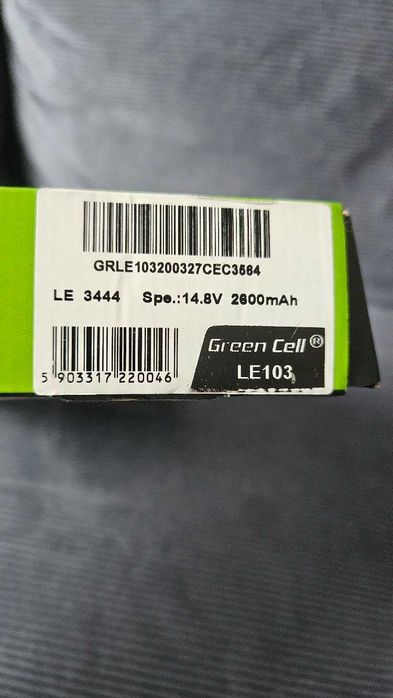 GRLE103200327CEC3564
LE 3444 Spe.:14.8V 2600mAh
5 903317 220046
Green Cell®
LE103